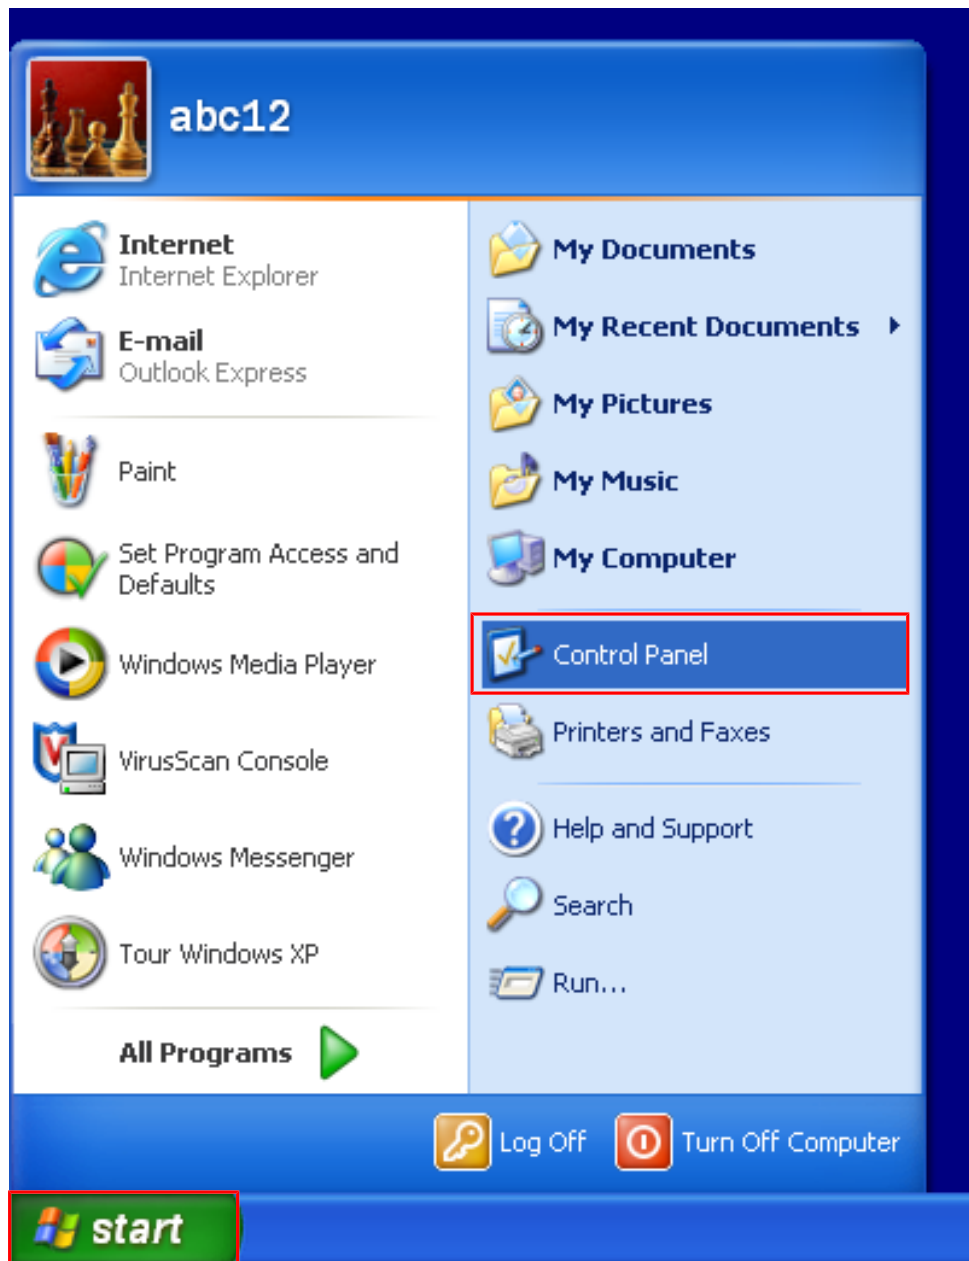 abc12
Internet
Internet Explorer
E-mail
Outlook Express
Paint
Set Program Access and
Defaults
Windows Media Player
VirusScan Console
Windows Messenger
Tour Windows XP
All Programs
My Documents
My Recent Documents
My Pictures
My Music
My Computer
Control Panel
Printers and Faxes
Help and Support
Search
Run...
Log Off
Turn Off Computer
start